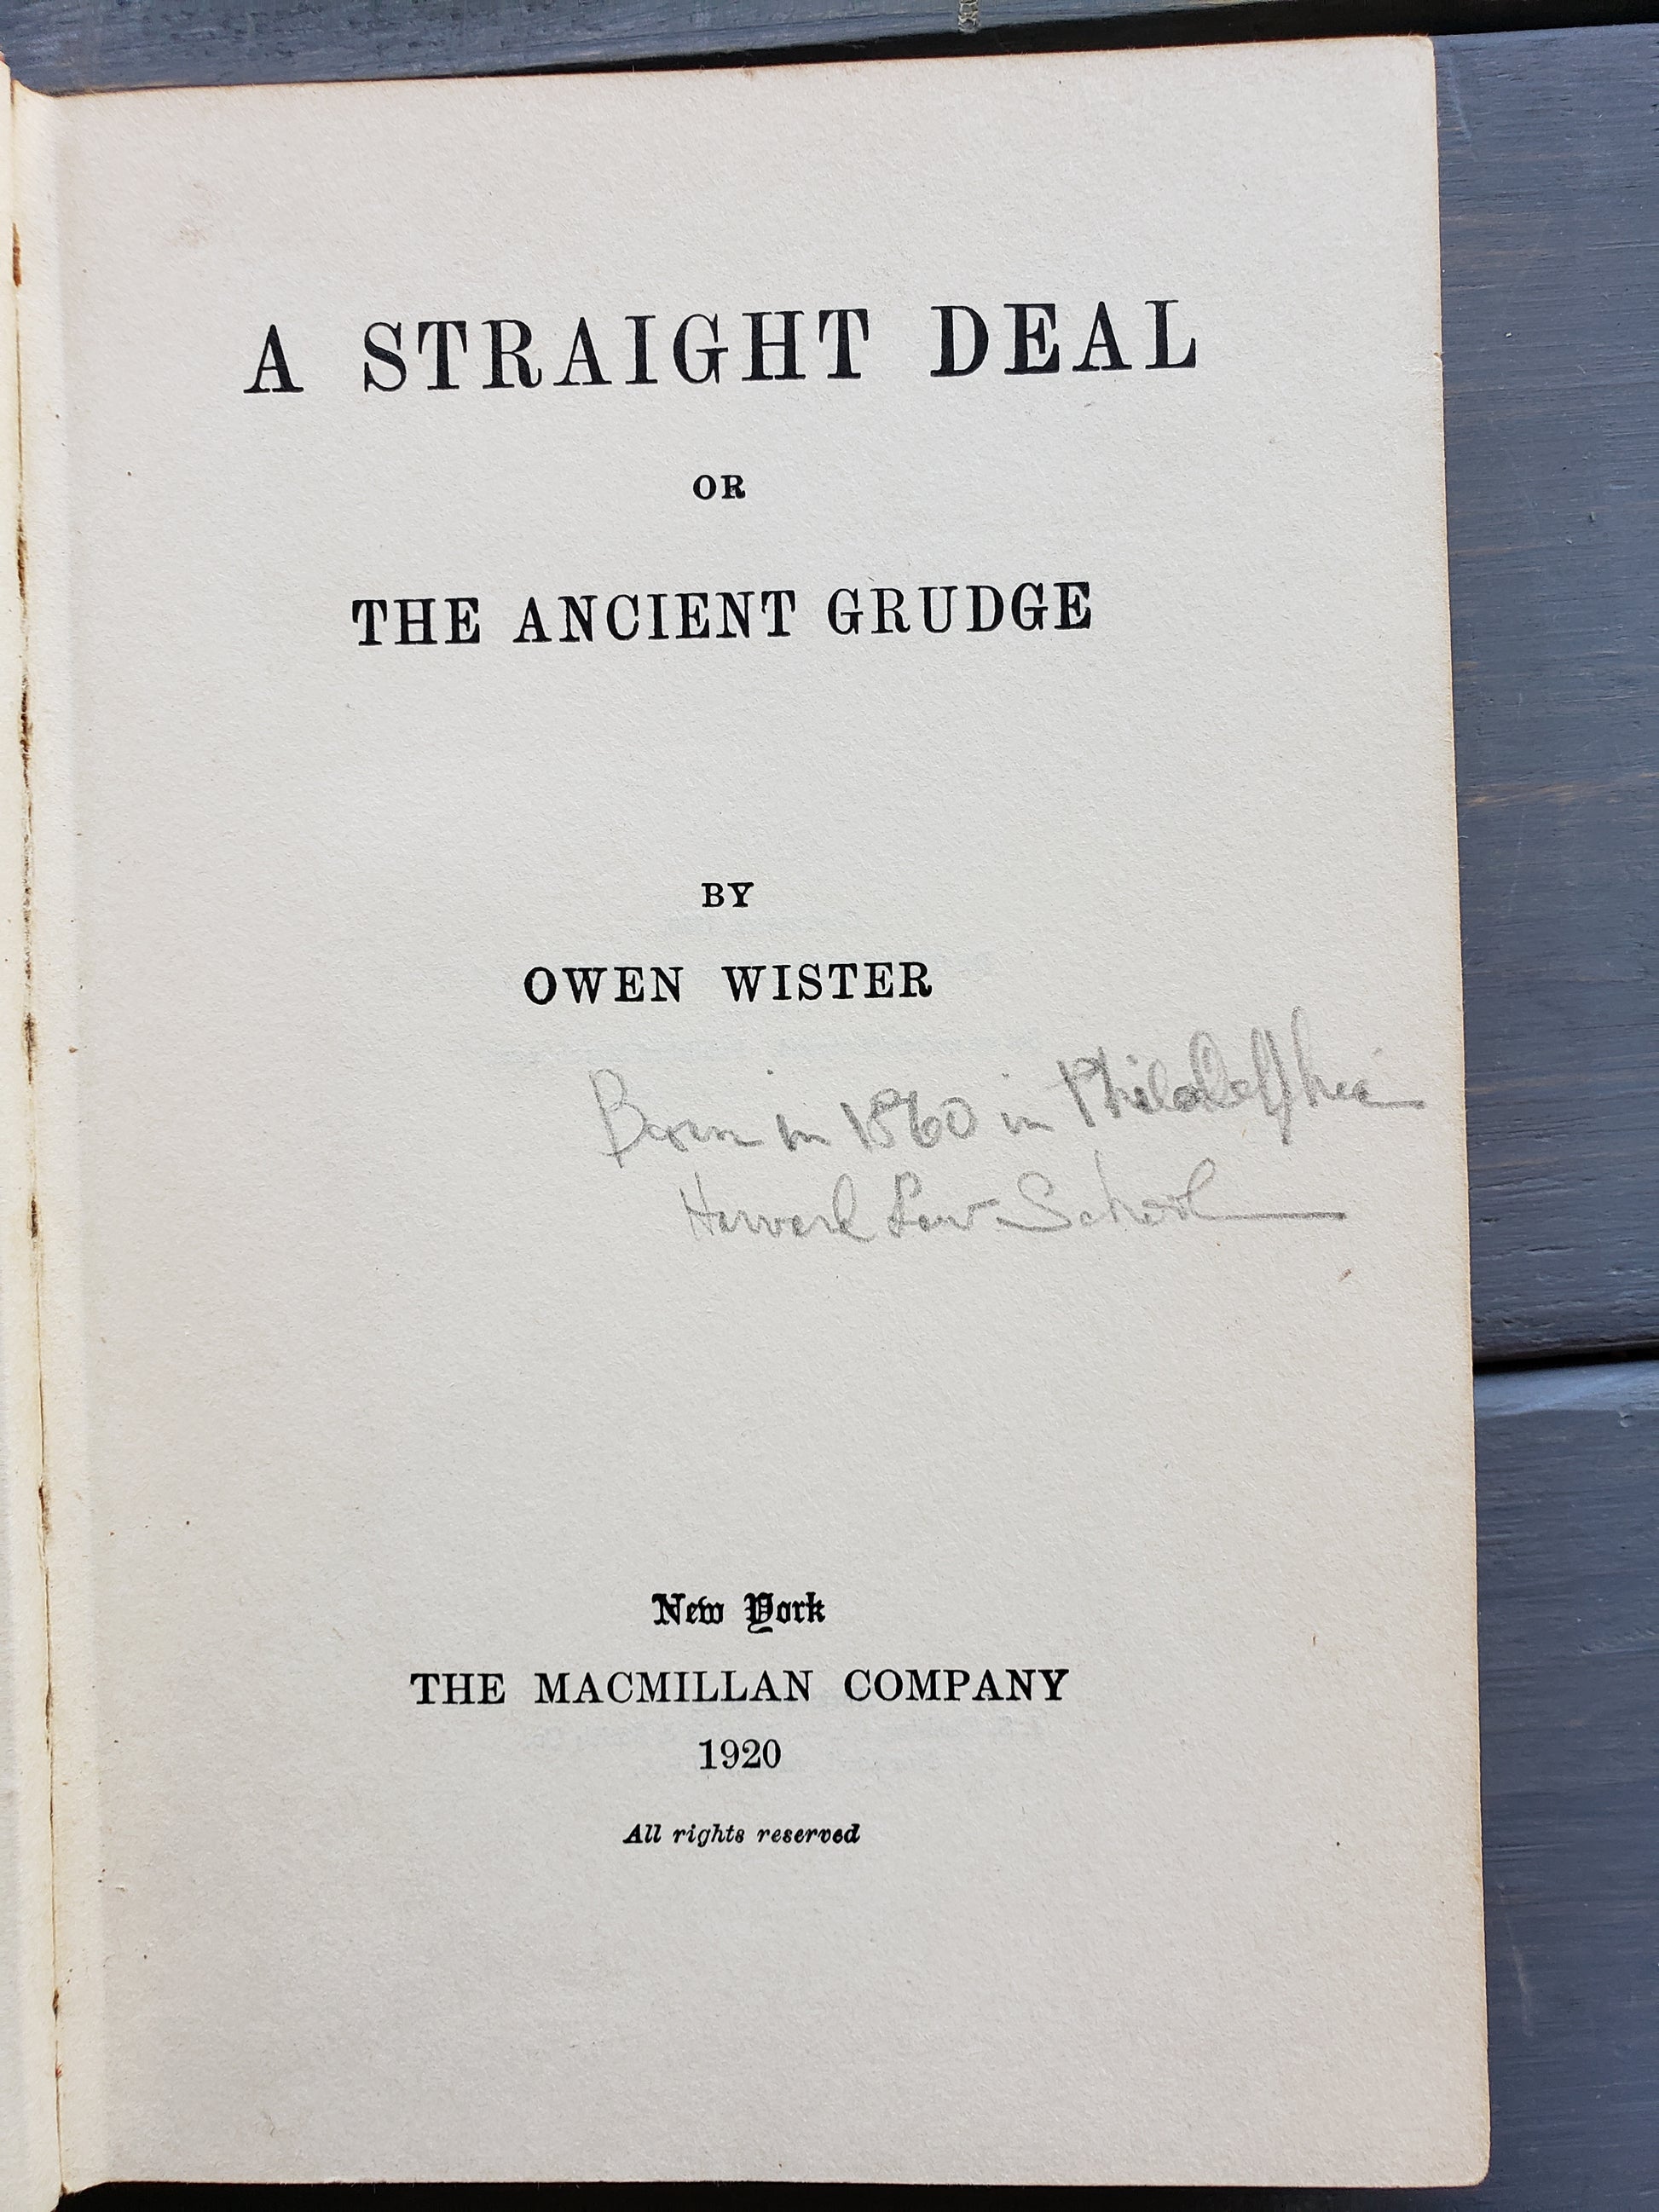 A STRAIGHT DEAL
OR
THE ANCIENT GRUDGE
BY
OWEN WISTER
Born in 1860 in Philadelphia
Harvard Law School
New York
THE MACMILLAN COMPANY
1920
All rights reserved